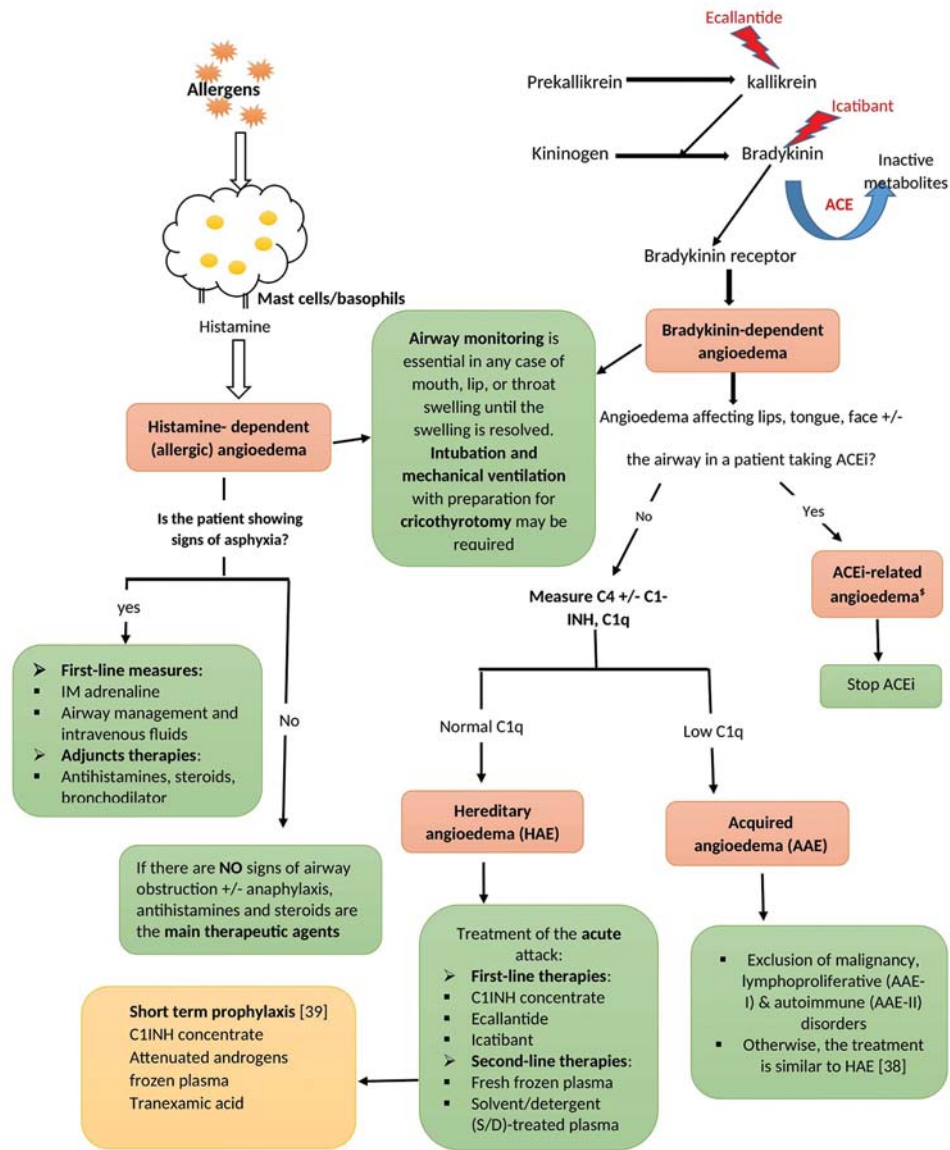 Allergens
Mast cells/basophils
Histamine
Histamine- dependent
(allergic) angioedema
Is the patient showing
signs of asphyxia?
yes
No
➢ First-line measures:
▪ IM adrenaline
▪ Airway management and
intravenous fluids
➢ Adjuncts therapies:
▪ Antihistamines, steroids,
bronchodilator
If there are NO signs of airway
obstruction +/- anaphylaxis,
antihistamines and steroids are
the main therapeutic agents
Airway monitoring is
essential in any case of
mouth, lip, or throat
swelling until the
swelling is resolved.
Intubation and
mechanical ventilation
with preparation for
cricothyrotomy may be
required
Ecallantide
Prekallikrein
kallikrein
Icatibant
Kininogen
Bradykinin
Inactive
metabolites
ACE
Bradykinin receptor
Bradykinin-dependent
angioedema
Angioedema affecting lips, tongue, face +/-
the airway in a patient taking ACEi?
No
Yes
ACEi-related
angioedema$
Stop ACEi
Measure C4 +/- C1-
INH, C1q
Normal C1q
Low C1q
Hereditary
angioedema (HAE)
Acquired
angioedema (AAE)
Treatment of the acute
attack:
➢ First-line therapies:
▪ C1INH concentrate
▪ Ecallantide
▪ Icatibant
➢ Second-line therapies:
▪ Fresh frozen plasma
▪ Solvent/detergent
(S/D)-treated plasma
▪ Exclusion of malignancy,
lymphoproliferative (AAE-
I) & autoimmune (AAE-II)
disorders
▪ Otherwise, the treatment
is similar to HAE [38]
Short term prophylaxis [39]
C1INH concentrate
Attenuated androgens
frozen plasma
Tranexamic acid